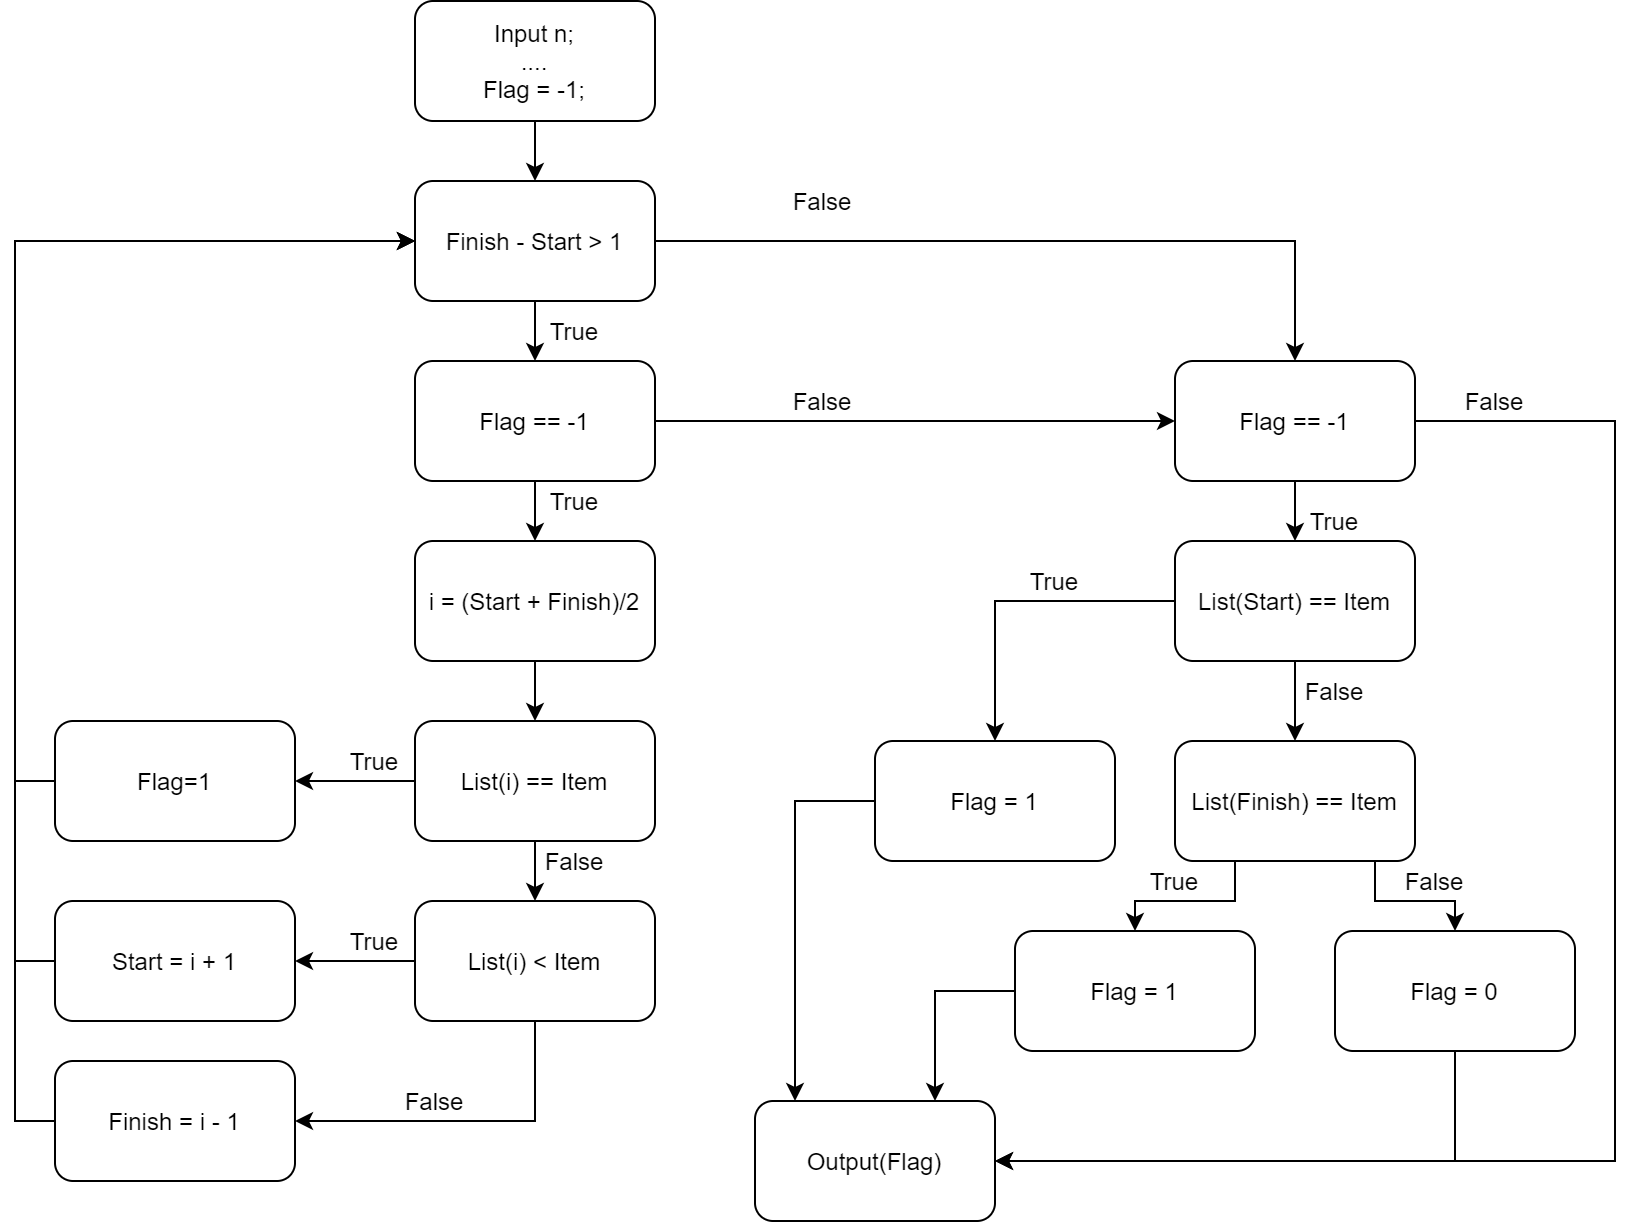 Input n;
....
Flag = -1;
False
Finish - Start > 1
True
Flag == -1
False
Flag == -1
False
True
True
i = (Start + Finish)/2
True
List(Start) == Item
False
Flag=1
True
List(i) == Item
Flag = 1
List(Finish) == Item
False
True
False
Start = i + 1
True
List(i) < Item
Flag = 1
Flag = 0
False
Finish = i - 1
Output(Flag)